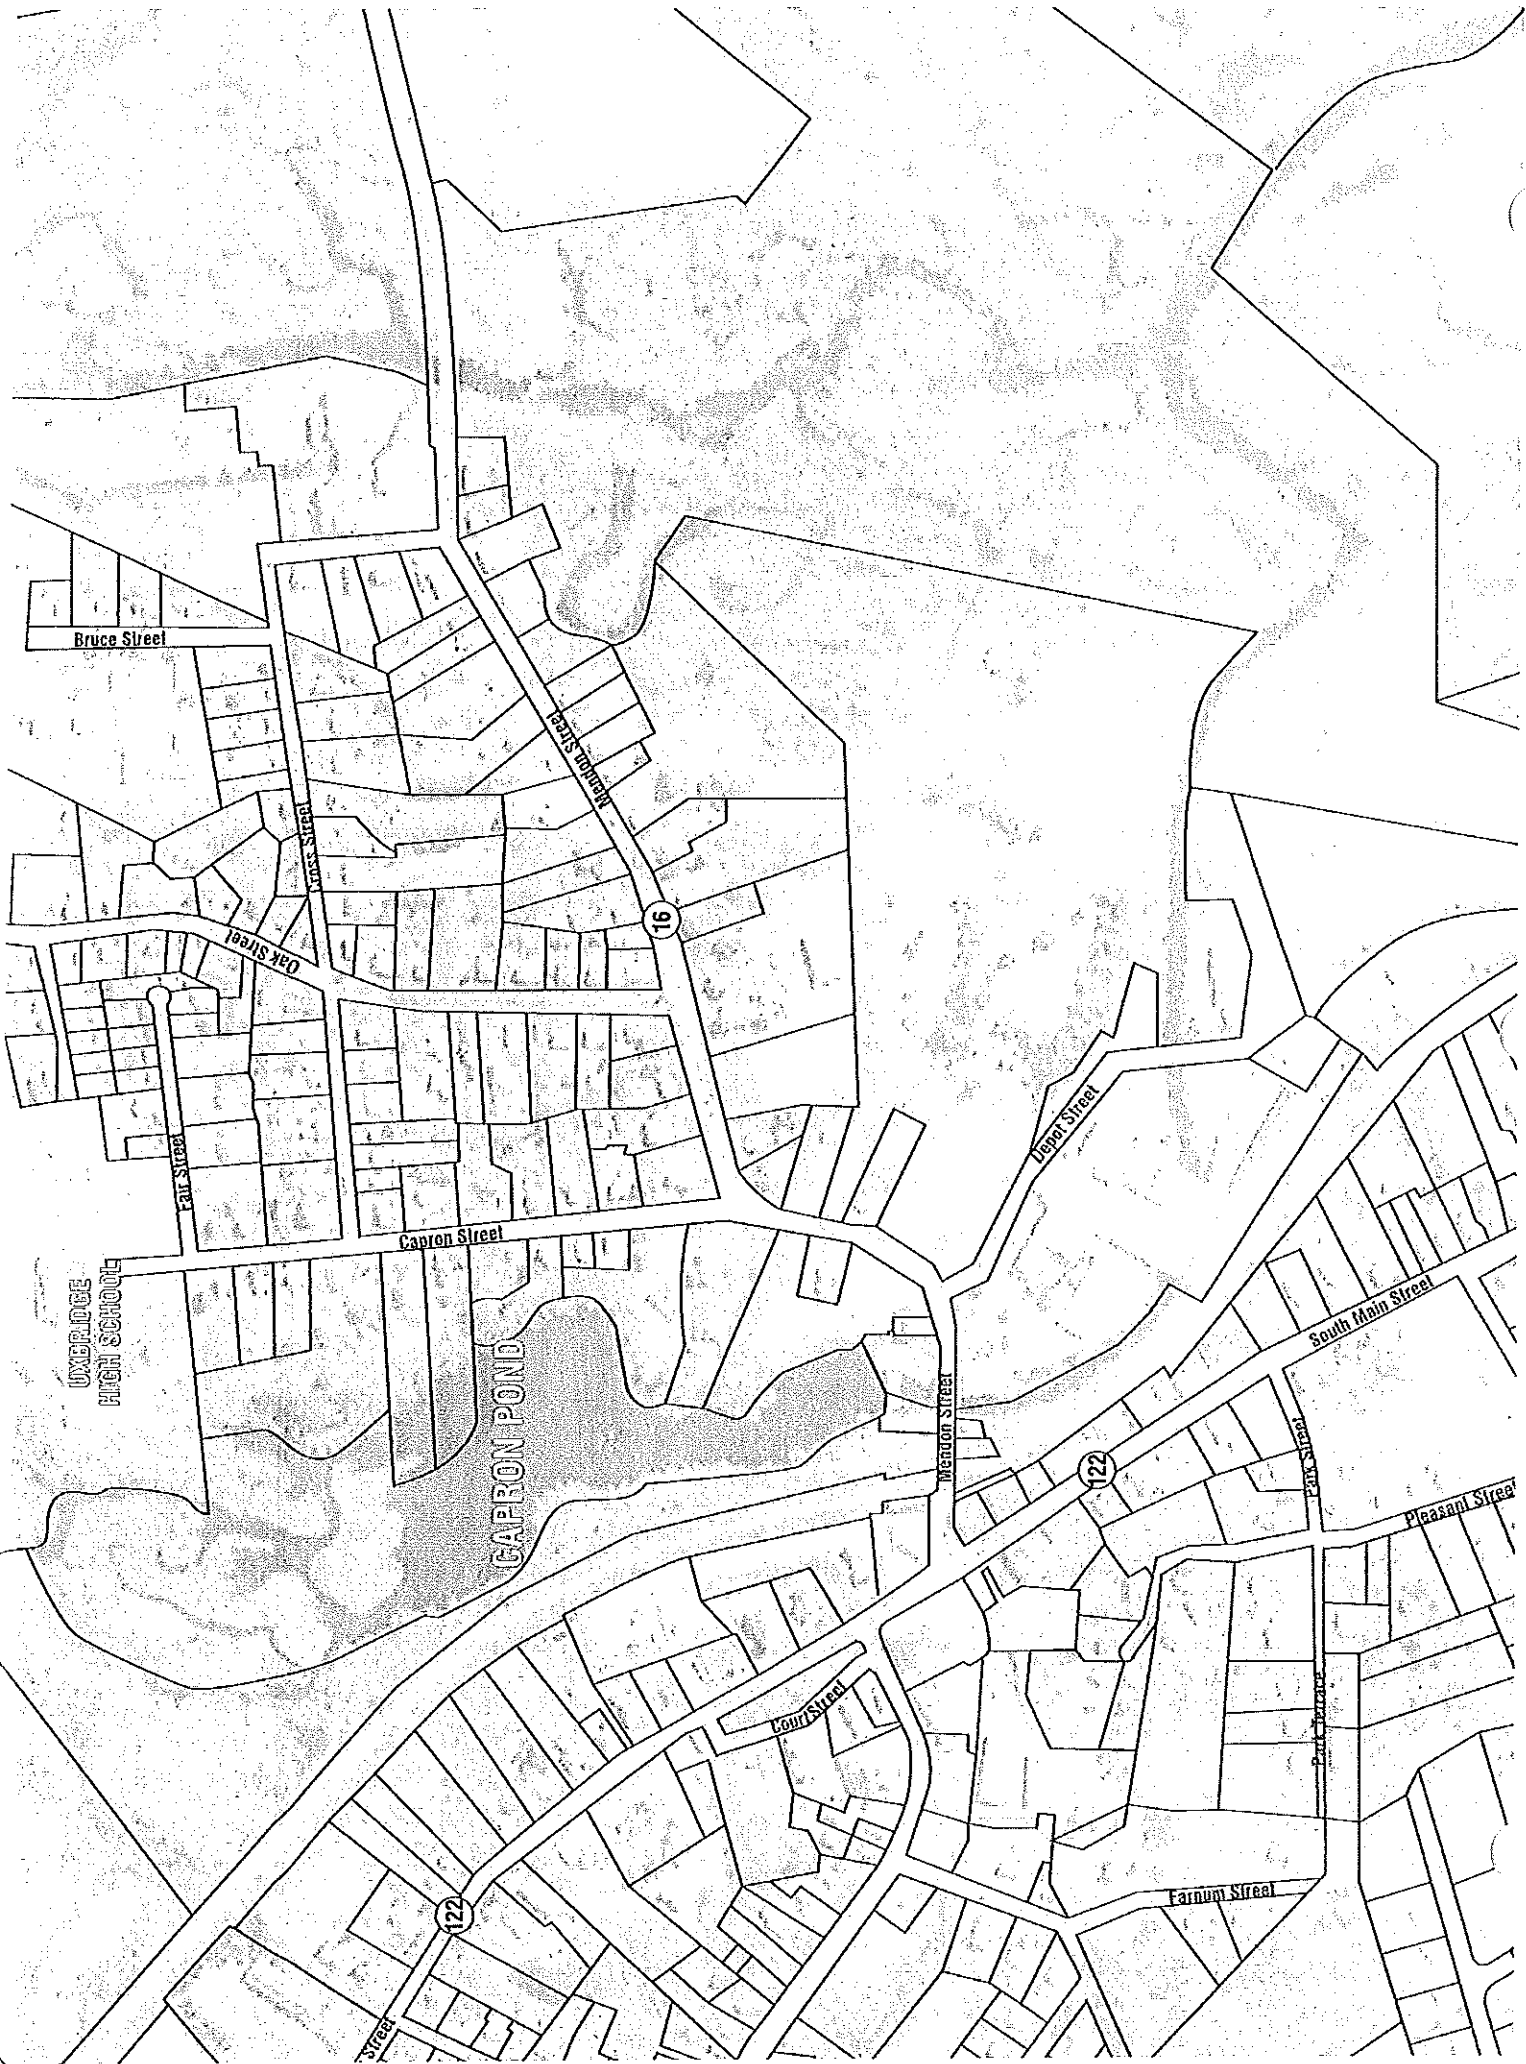 Bruce Street
Mendon Street
Cross Street
16
Oak Street
Depot Street
Fair Street
Capron Street
UXBRIDGE
HIGH SCHOOL
South Main Street
CAPRON POND
Mendon Street
122
Park Street
Pleasant Street
Court Street
Park Terrace
122
Farnum Street
Street